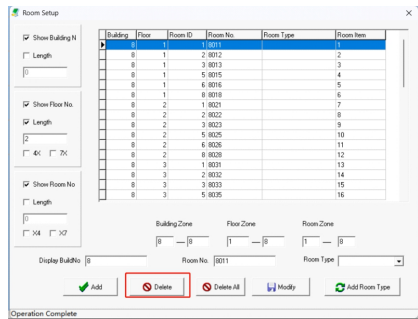 Room Setup
Show Building N
Length
0
Show Floor No.
Length
2
4X 7X
Show Room No
Length
0
X4 X7
Building Floor Room ID Room No. Room Type Room Item
8 1 1 8011 1
8 1 2 8012 2
8 1 3 8013 3
8 1 5 8015 4
8 1 6 8016 5
8 1 8 8018 6
8 2 1 8021 7
8 2 2 8022 8
8 2 3 8023 9
8 2 5 8025 10
8 2 6 8026 11
8 2 8 8028 12
8 3 1 8031 13
8 3 2 8032 14
8 3 3 8033 15
8 3 5 8035 16
Building Zone Floor Zone Room Zone
8 — 8 1 — 8 1 — 8
Display BuildNo 8 Room No. 8011 Room Type
Add Delete Delete All Modify Add Room Type
Operation Complete